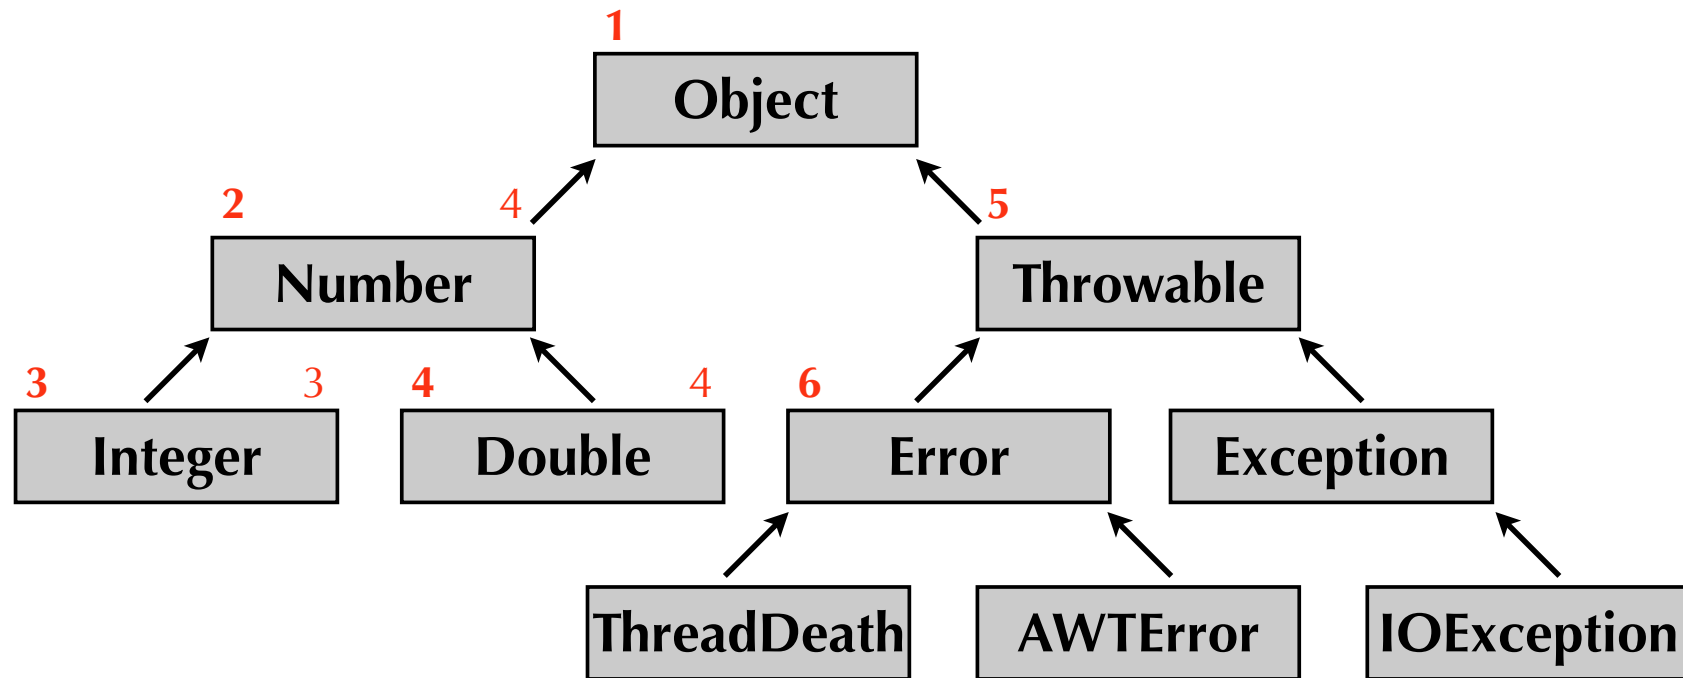 1
Object
2 4 5
Number Throwable
3 3 4 4 6
Integer Double Error Exception
ThreadDeath AWTError IOException